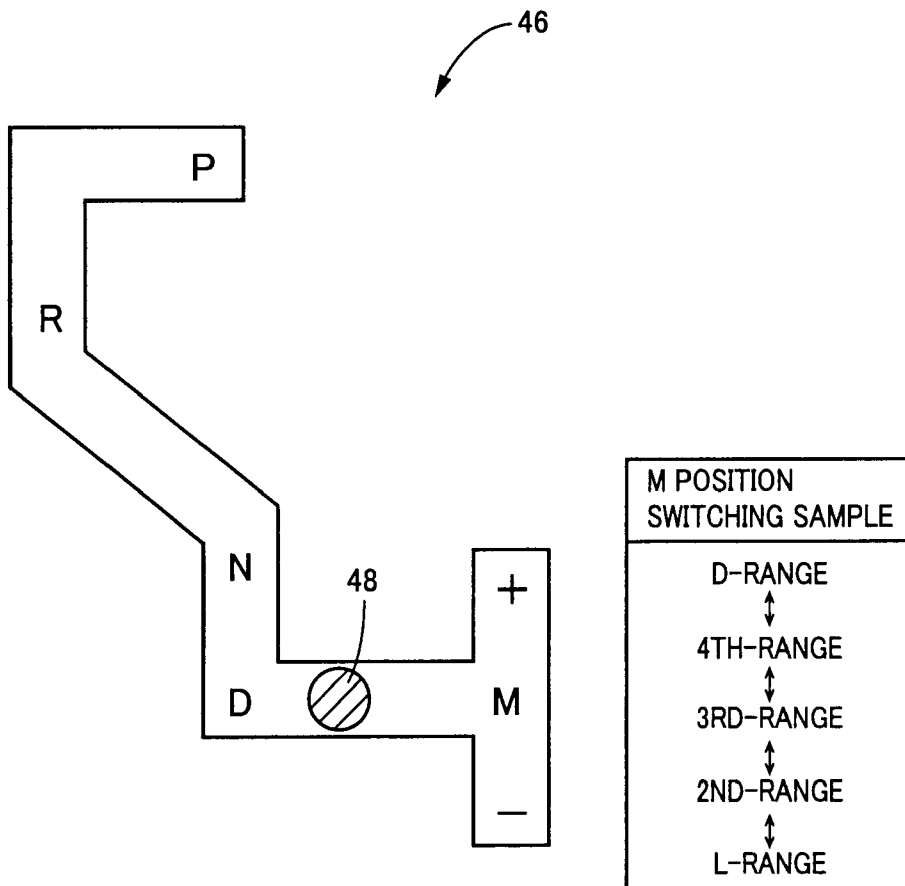 46
P
R
N
48
+
D
M
−
M POSITION
SWITCHING SAMPLE
D-RANGE
4TH-RANGE
3RD-RANGE
2ND-RANGE
L-RANGE